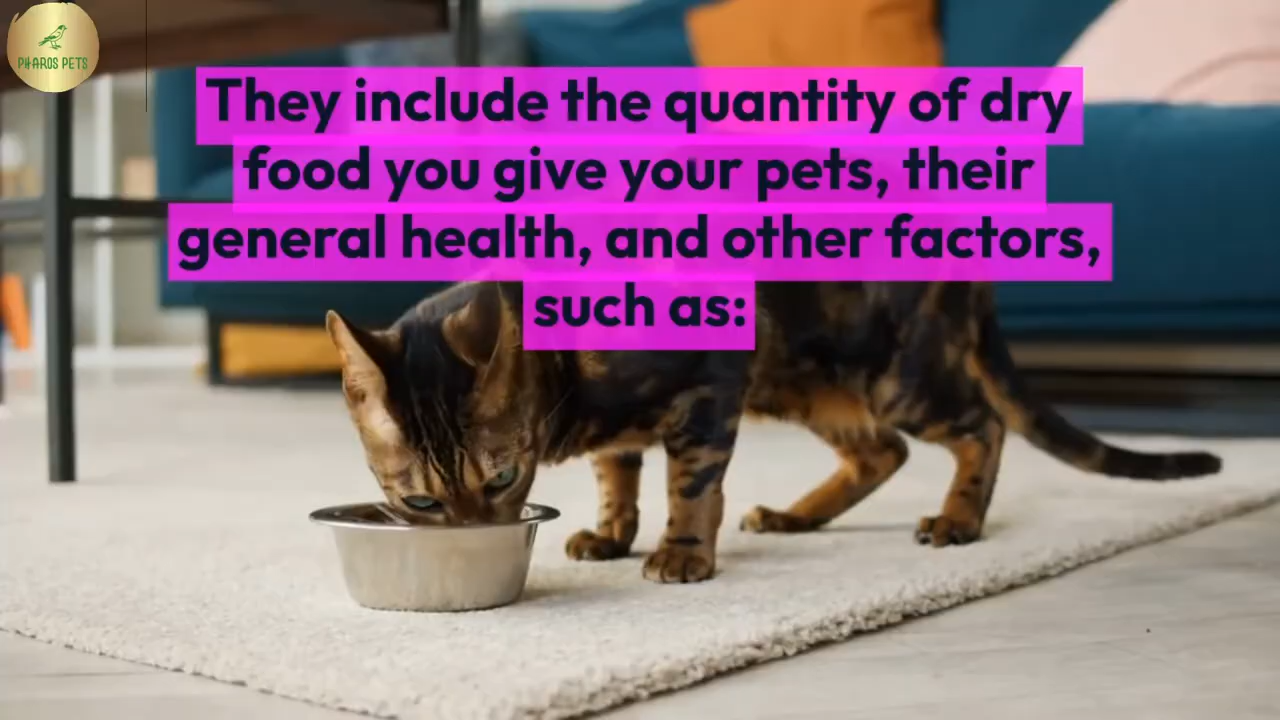 PHAROS PETS
They include the quantity of dry
food you give your pets, their
general health, and other factors,
such as: